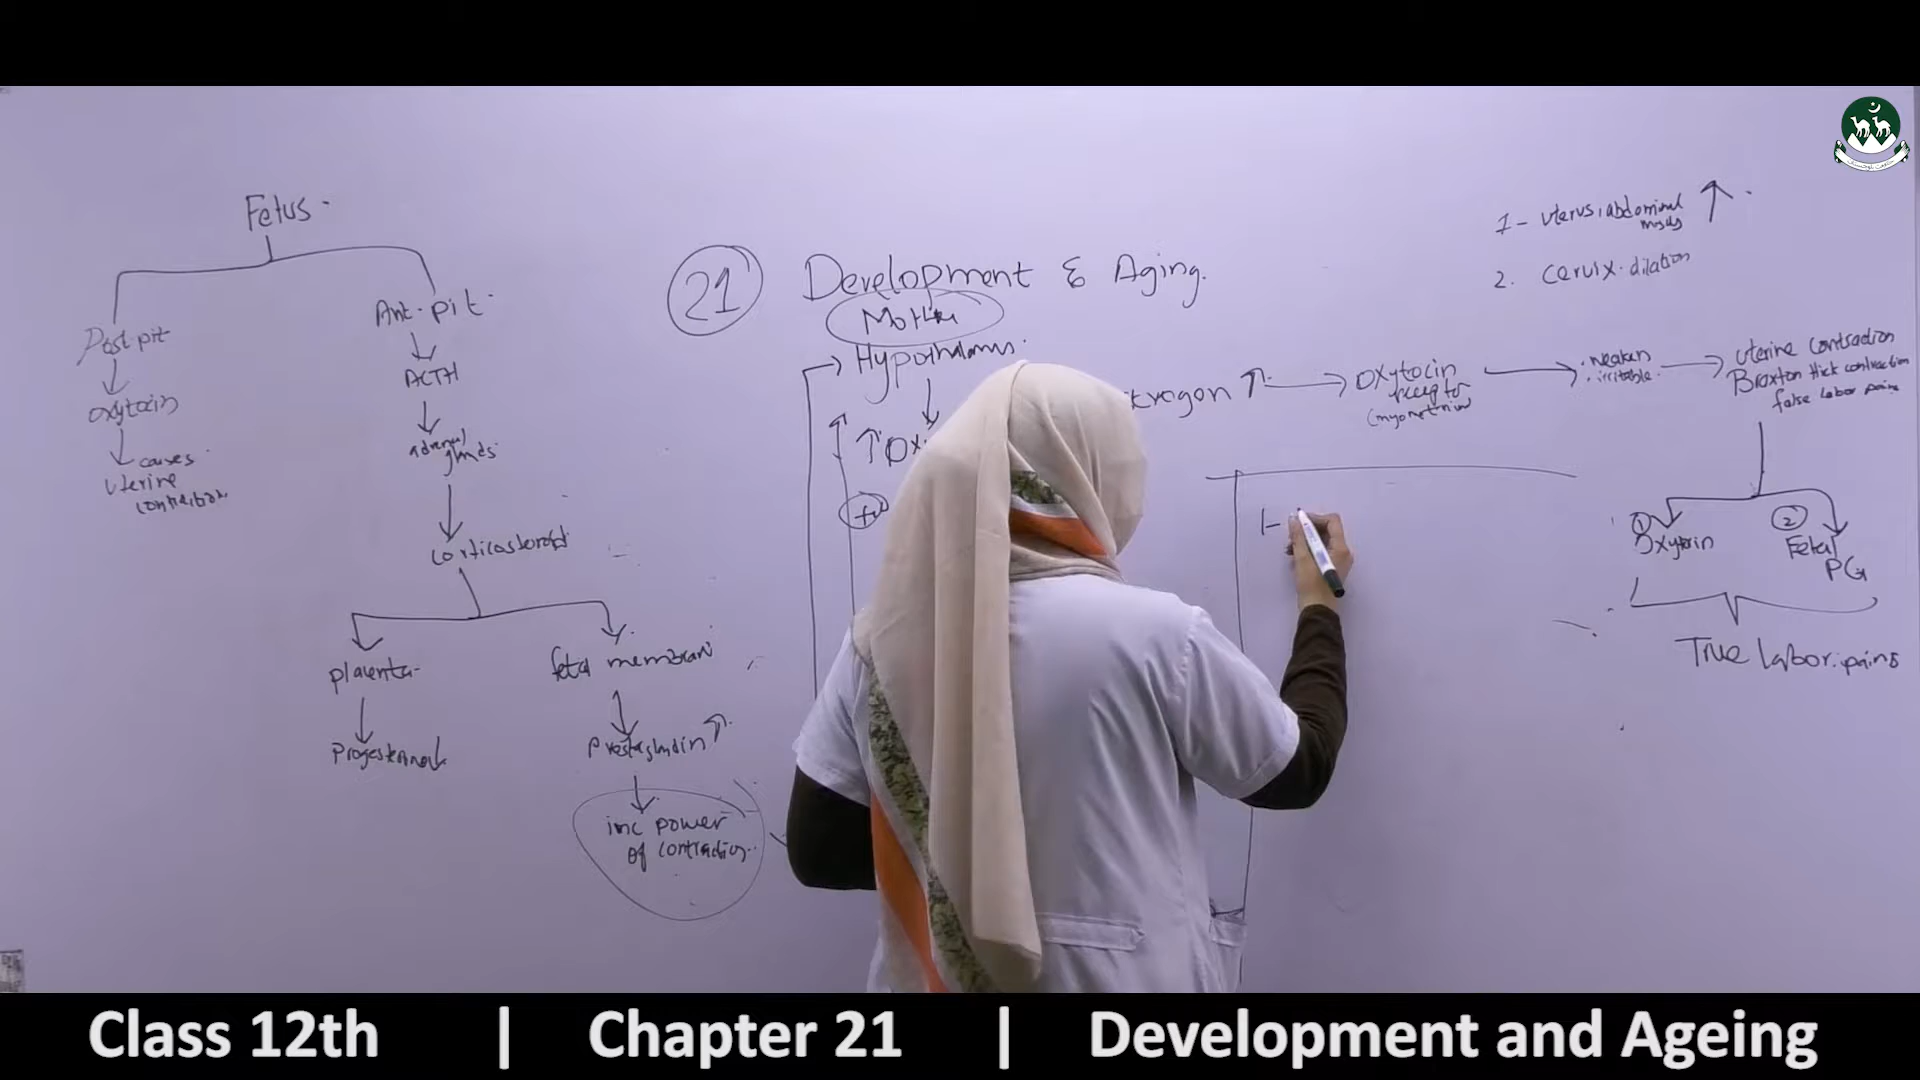 Fetus.
Post pit
oxytocin
causes
uterine
contraction
Ant. pit.
ACTH
adrenal
glands
corticosteroid
placenta
Progesterone
fetal membrane
Prostaglandin ↑
inc power
of contraction
21 Development & Aging.
Mother
Hypothalamus.
↑ Ox
trogen ↑
Oxytocin
receptor
(myometrium
• weaken
• irritable
uterine contraction
Braxton Hick contraction
false labor pains
1- uterus, abdominal ↑
muscles
2. cervix dilation
1-
① Oxytocin
② Fetal
PG
True Labor pains
Class 12th | Chapter 21 | Development and Ageing